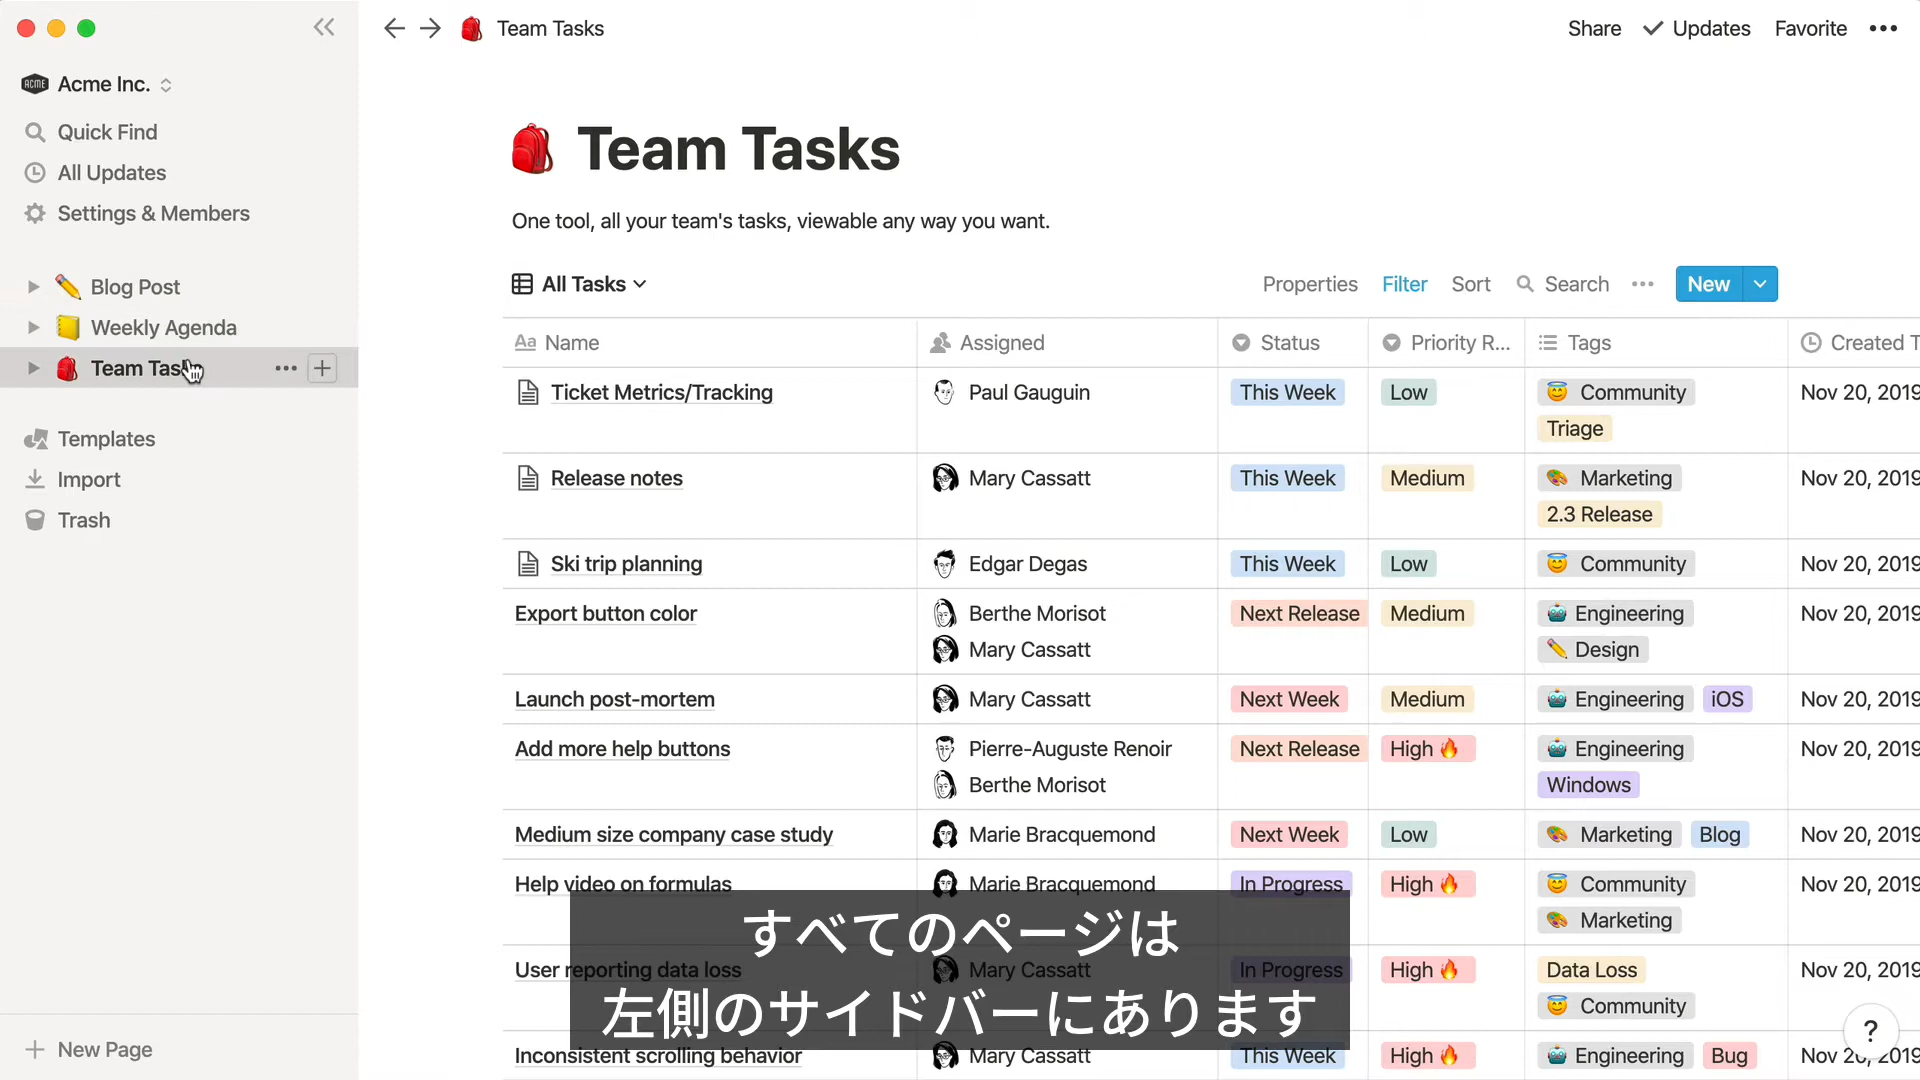 Team Tasks
Share
Updates
Favorite
ACME
Acme Inc.
Quick Find
All Updates
Settings & Members
Blog Post
Weekly Agenda
Team Tasks
Templates
Import
Trash
New Page
Team Tasks
One tool, all your team's tasks, viewable any way you want.
All Tasks
Properties Filter Sort Search New
Aa Name Assigned Status Priority R... Tags Created T
Ticket Metrics/Tracking Paul Gauguin This Week Low Community Nov 20, 2019
Triage
Release notes Mary Cassatt This Week Medium Marketing Nov 20, 2019
2.3 Release
Ski trip planning Edgar Degas This Week Low Community Nov 20, 2019
Export button color Berthe Morisot Next Release Medium Engineering Nov 20, 2019
Mary Cassatt Design
Launch post-mortem Mary Cassatt Next Week Medium Engineering iOS Nov 20, 2019
Add more help buttons Pierre-Auguste Renoir Next Release High Engineering Nov 20, 2019
Berthe Morisot Windows
Medium size company case study Marie Bracquemond Next Week Low Marketing Blog Nov 20, 2019
Help video on formulas Marie Bracquemond In Progress High Community Nov 20, 2019
Marketing
User reporting data loss Mary Cassatt In Progress High Data Loss Nov 20, 2019
Community
Inconsistent scrolling behavior Mary Cassatt This Week High Engineering Bug Nov 20, 2019
?
すべてのページは
左側のサイドバーにあります